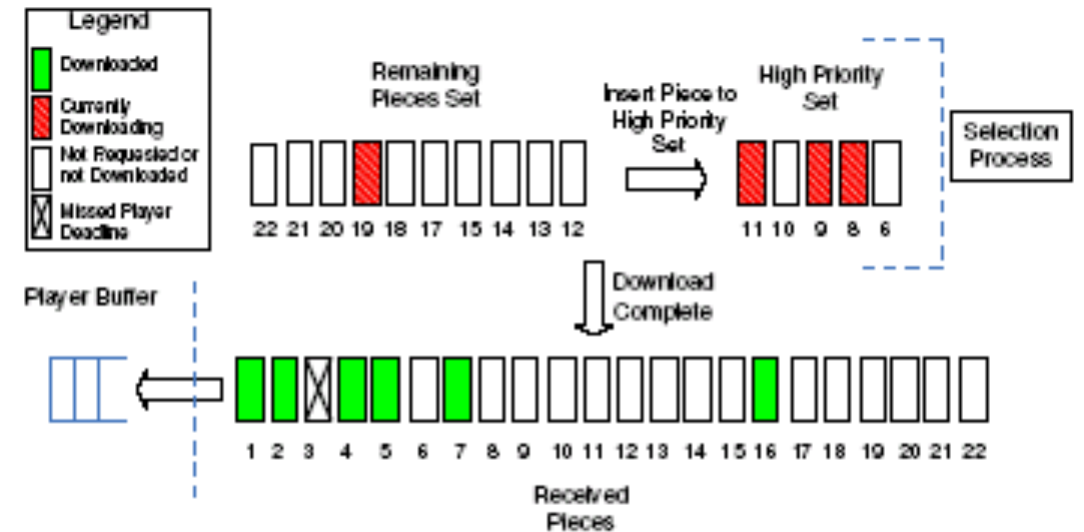 Legend
Downloaded
Currently
Downloading
Not Requested or
not Downloaded
Missed Player
Deadline
Remaining
Pieces Set
22 21 20 19 18 17 15 14 13 12
Insert Piece to
High Priority
Set
High Priority
Set
11 10 9 8 6
Selection
Process
Download
Complete
Player Buffer
1 2 3 4 5 6 7 8 9 10 11 12 13 14 15 16 17 18 19 20 21 22
Received
Pieces